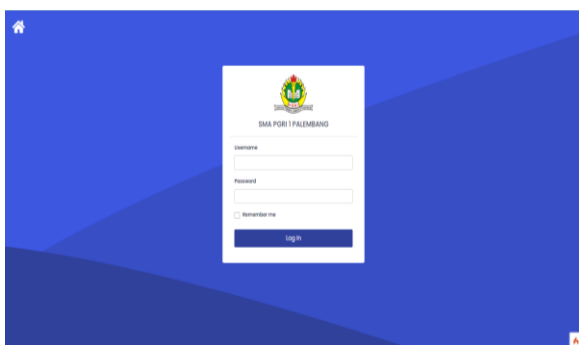 SMA PGRI 1 PALEMBANG
Username
Password
Remember me
Log In